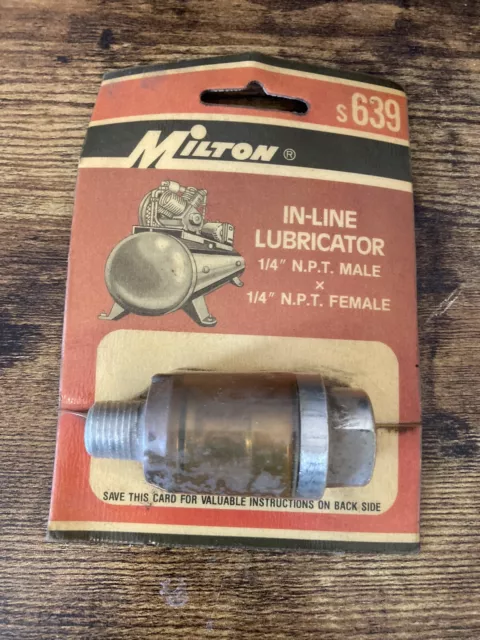 S 639
MILTON ®
IN-LINE
LUBRICATOR
1/4" N.P.T. MALE
x
1/4" N.P.T. FEMALE
SAVE THIS CARD FOR VALUABLE INSTRUCTIONS ON BACK SIDE